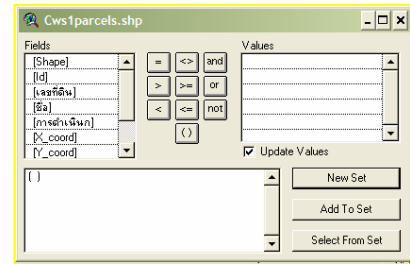 Cws1parcels.shp
Fields
Values
[Shape]
[Id]
[เลขที่ดิน]
[ชื่อ]
[การดำเนินก]
[X_coord]
[Y_coord]
= <> and
> >= or
< <= not
( )
Update Values
( )
New Set
Add To Set
Select From Set